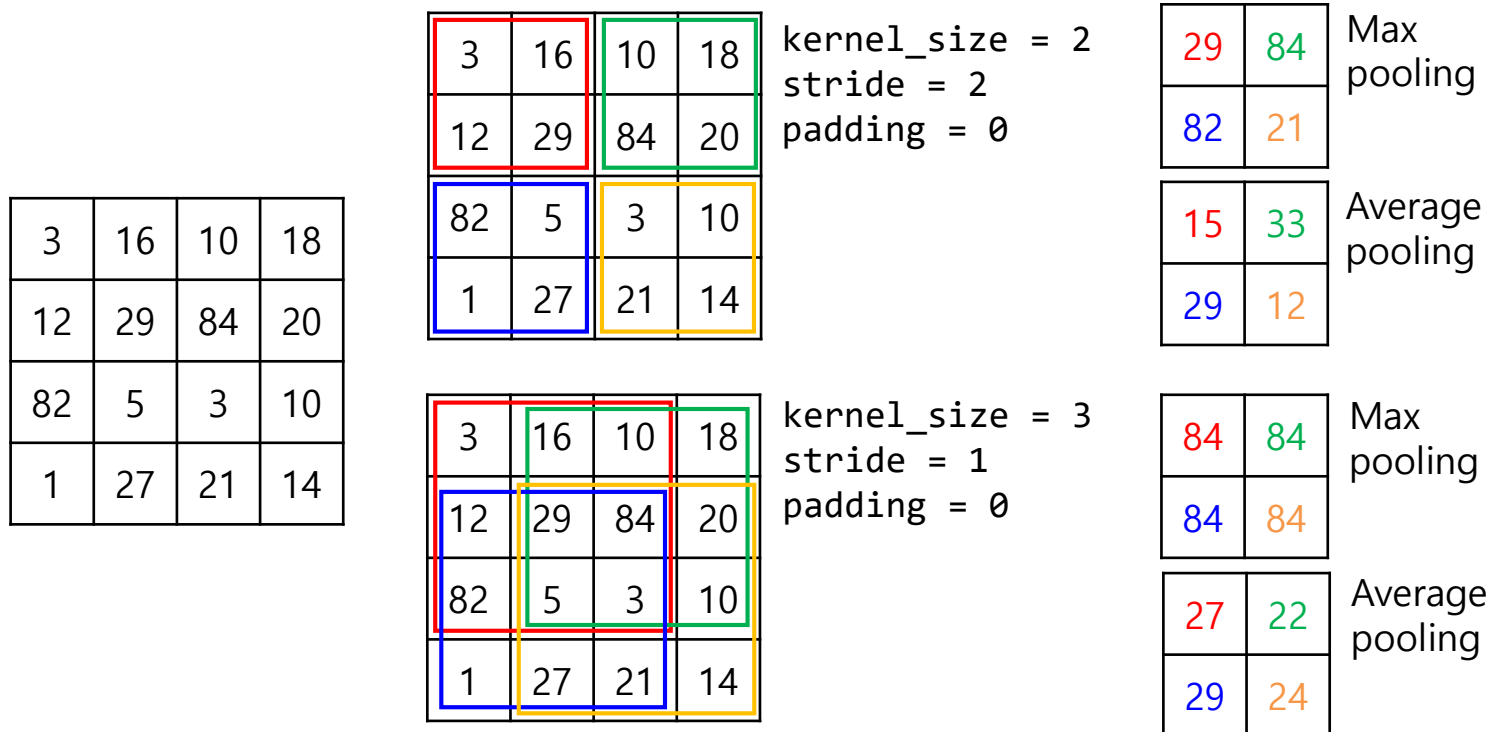 3 16 10 18
12 29 84 20
82 5 3 10
1 27 21 14
3 16 10 18
12 29 84 20
82 5 3 10
1 27 21 14
kernel_size = 2
stride = 2
padding = 0
29 84
82 21
Max
pooling
15 33
29 12
Average
pooling
3 16 10 18
12 29 84 20
82 5 3 10
1 27 21 14
kernel_size = 3
stride = 1
padding = 0
84 84
84 84
Max
pooling
27 22
29 24
Average
pooling